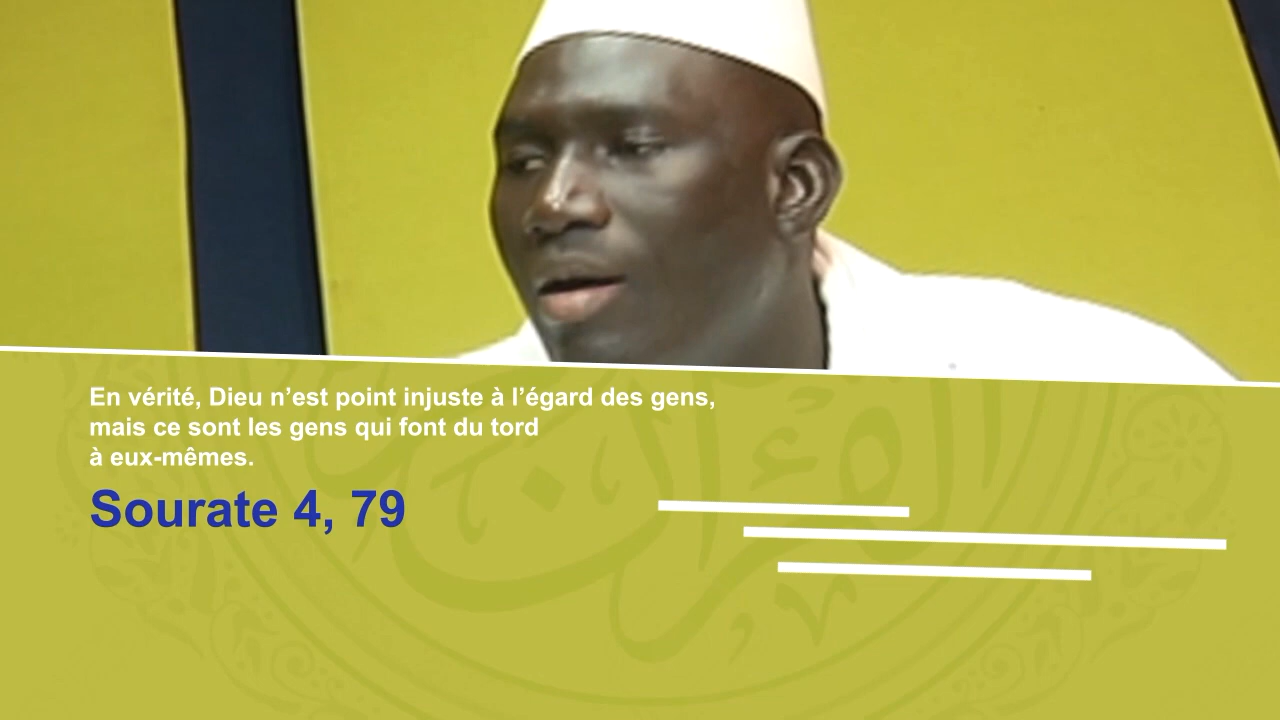 En vérité, Dieu n’est point injuste à l’égard des gens,
mais ce sont les gens qui font du tord
à eux-mêmes.
Sourate 4, 79
القرآن